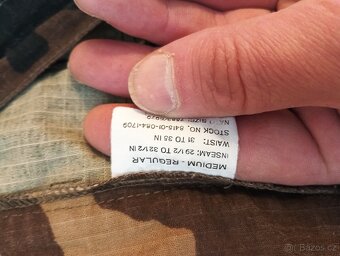 MEDIUM - REGULAR
INSEAM: 29 1/2 TO 32 1/2 IN
WAIST: 31 TO 35 IN
STOCK NO. 8415-01-084-1709
SIZE:
Bazos.cz